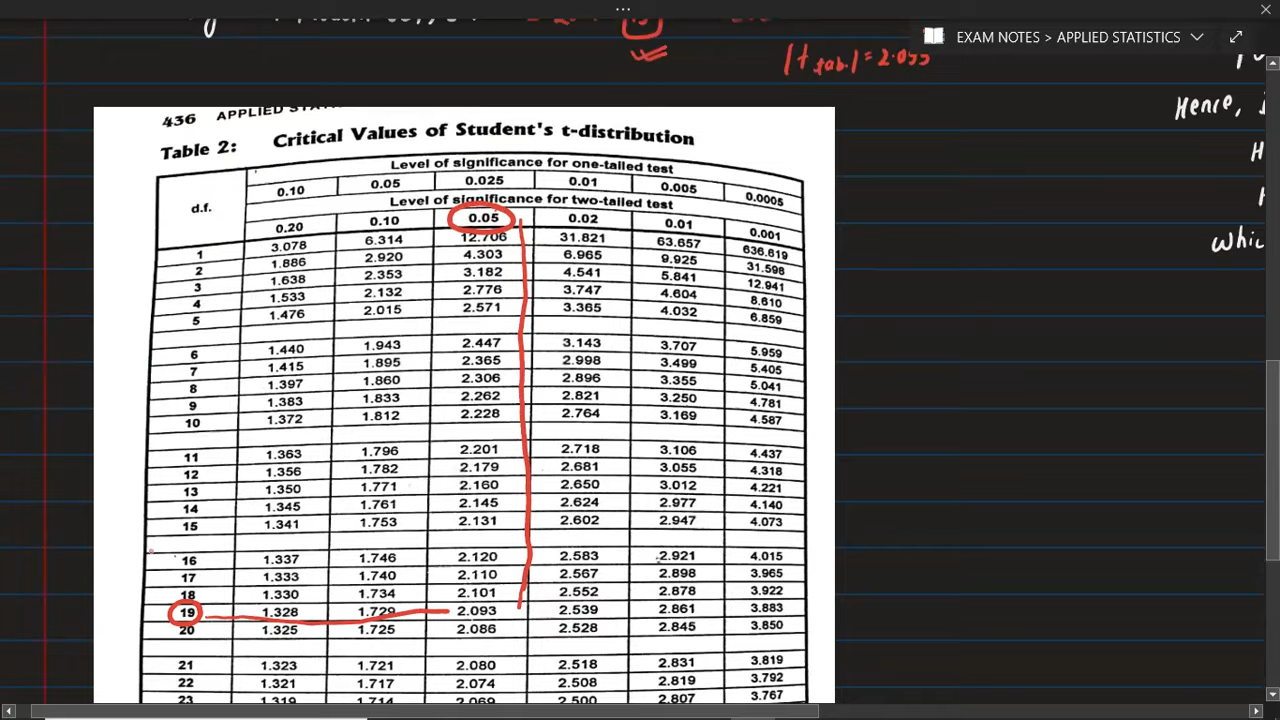 EXAM NOTES > APPLIED STATISTICS
|t tab.| = 2.093
Hence,
H
whic
436 APPLIED STA
Table 2: Critical Values of Student's t-distribution
d.f. Level of significance for one-tailed test
0.10 0.05 0.025 0.01 0.005 0.0005
Level of significance for two-tailed test
0.20 0.10 0.05 0.02 0.01 0.001
1 3.078 6.314 12.706 31.821 63.657 636.619
2 1.886 2.920 4.303 6.965 9.925 31.598
3 1.638 2.353 3.182 4.541 5.841 12.941
4 1.533 2.132 2.776 3.747 4.604 8.610
5 1.476 2.015 2.571 3.365 4.032 6.859
6 1.440 1.943 2.447 3.143 3.707 5.959
7 1.415 1.895 2.365 2.998 3.499 5.405
8 1.397 1.860 2.306 2.896 3.355 5.041
9 1.383 1.833 2.262 2.821 3.250 4.781
10 1.372 1.812 2.228 2.764 3.169 4.587
11 1.363 1.796 2.201 2.718 3.106 4.437
12 1.356 1.782 2.179 2.681 3.055 4.318
13 1.350 1.771 2.160 2.650 3.012 4.221
14 1.345 1.761 2.145 2.624 2.977 4.140
15 1.341 1.753 2.131 2.602 2.947 4.073
16 1.337 1.746 2.120 2.583 2.921 4.015
17 1.333 1.740 2.110 2.567 2.898 3.965
18 1.330 1.734 2.101 2.552 2.878 3.922
19 1.328 1.729 2.093 2.539 2.861 3.883
20 1.325 1.725 2.086 2.528 2.845 3.850
21 1.323 1.721 2.080 2.518 2.831 3.819
22 1.321 1.717 2.074 2.508 2.819 3.792
23 1.319 1.714 2.069 2.500 2.807 3.767